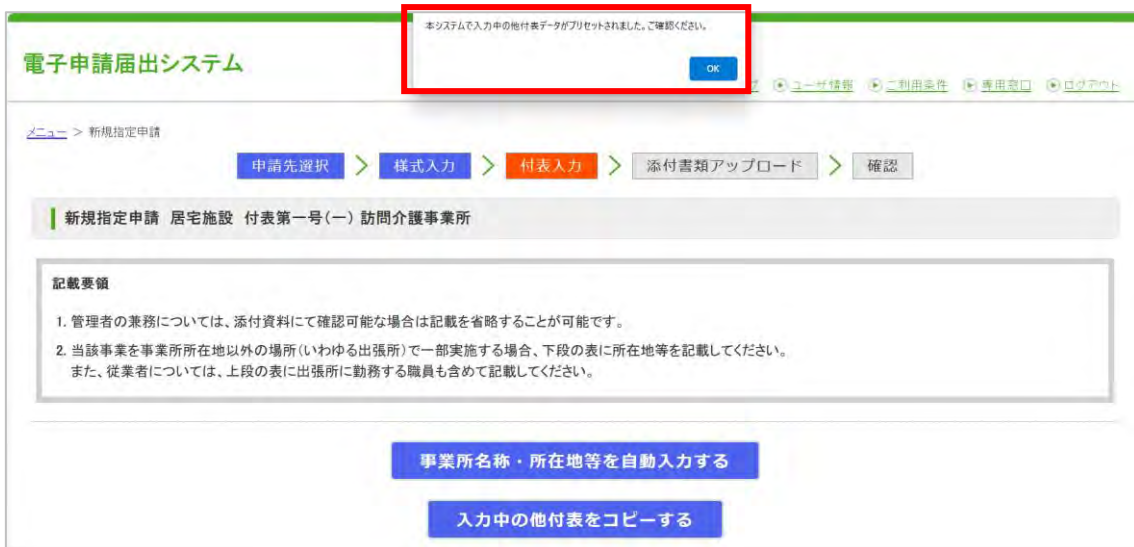 本システムで入力中の他付表データがプリセットされました。ご確認ください。
OK
電子申請届出システム
ユーザ情報 ご利用条件 専用窓口 ログアウト
メニュー > 新規指定申請
申請先選択 > 様式入力 > 付表入力 > 添付書類アップロード > 確認
新規指定申請 居宅施設 付表第一号(一) 訪問介護事業所
記載要領
1. 管理者の兼務については、添付資料にて確認可能な場合は記載を省略することが可能です。
2. 当該事業を事業所所在地以外の場所(いわゆる出張所)で一部実施する場合、下段の表に所在地等を記載してください。
また、従業者については、上段の表に出張所に勤務する職員も含めて記載してください。
事業所名称・所在地等を自動入力する
入力中の他付表をコピーする